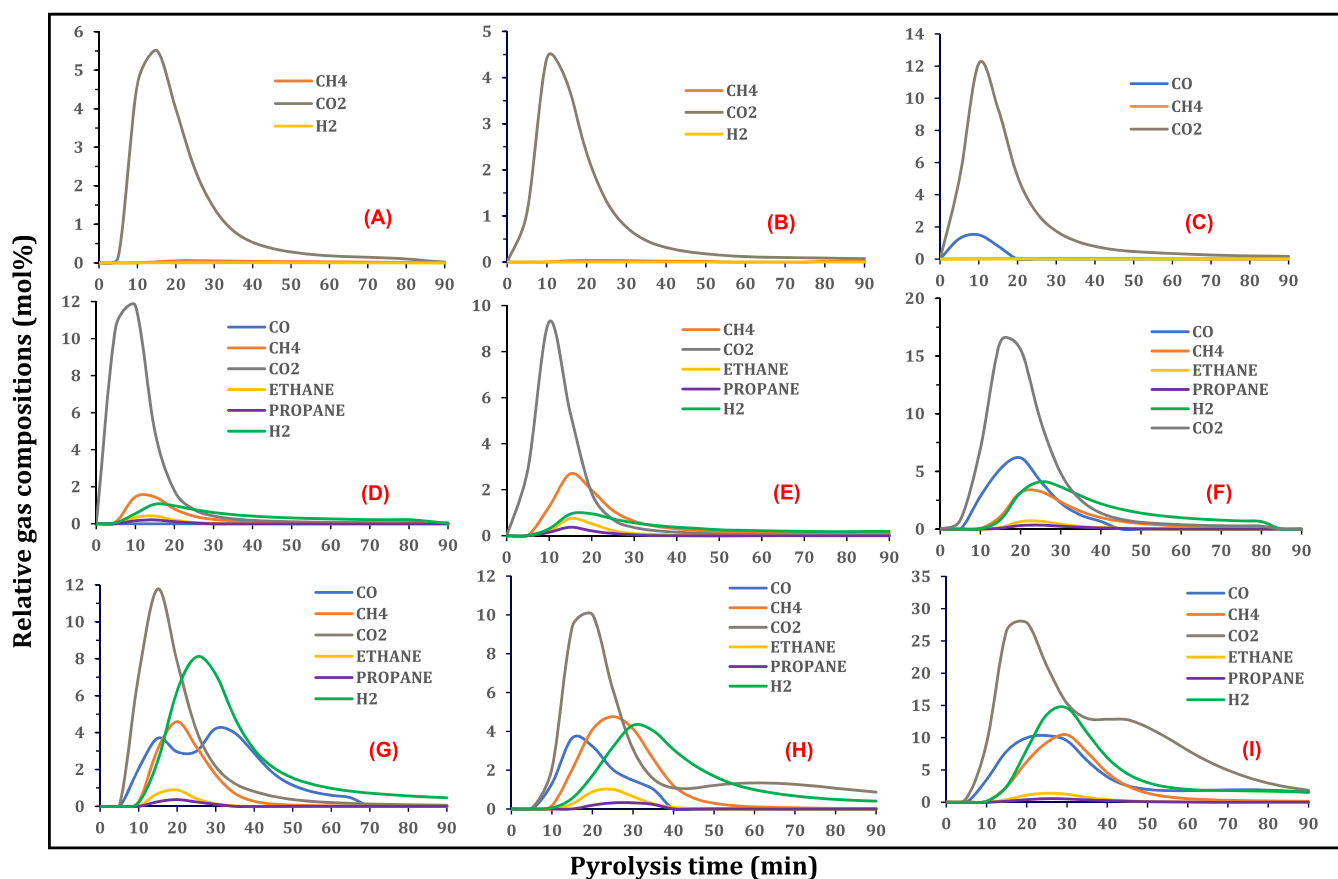 Relative gas compositions (mol%)
6
5
4
3
2
1
0
0 10 20 30 40 50 60 70 80 90
CH4
CO2
H2
(A)
5
4
4
3
3
2
2
1
1
0
0 10 20 30 40 50 60 70 80 90
CH4
CO2
H2
(B)
14
12
10
8
6
4
2
0
0 10 20 30 40 50 60 70 80 90
CO
CH4
CO2
(C)
12
10
8
6
4
2
0
0 10 20 30 40 50 60 70 80 90
CO
CH4
CO2
ETHANE
PROPANE
H2
(D)
10
8
6
4
2
0
0 10 20 30 40 50 60 70 80 90
CH4
CO2
ETHANE
PROPANE
H2
(E)
20
15
10
5
0
0 10 20 30 40 50 60 70 80 90
CO
CH4
ETHANE
PROPANE
H2
CO2
(F)
12
10
8
6
4
2
0
0 10 20 30 40 50 60 70 80 90
CO
CH4
CO2
ETHANE
PROPANE
H2
(G)
12
10
8
6
4
2
0
0 10 20 30 40 50 60 70 80 90
CO
CH4
CO2
ETHANE
PROPANE
H2
(H)
35
30
25
20
15
10
5
0
0 10 20 30 40 50 60 70 80 90
CO
CH4
CO2
ETHANE
PROPANE
H2
(I)
Pyrolysis time (min)